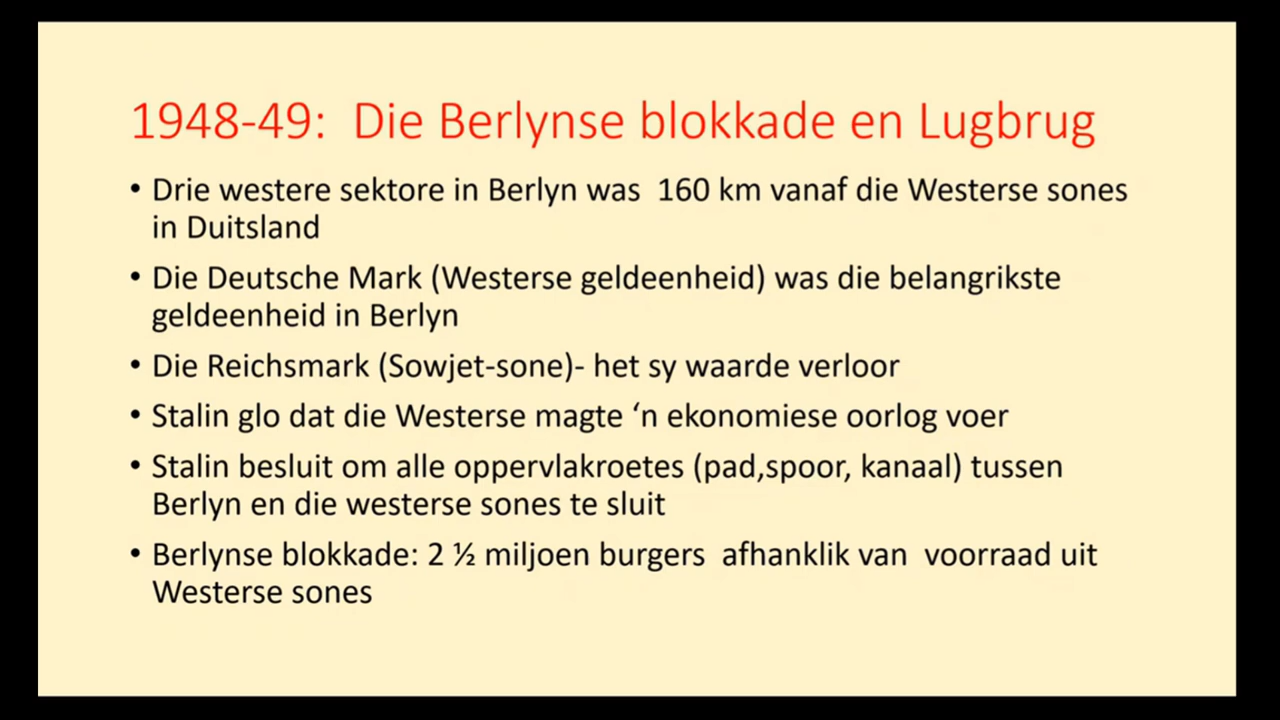 1948-49:  Die Berlynse blokkade en Lugbrug
• Drie westere sektore in Berlyn was  160 km vanaf die Westerse sones
in Duitsland
• Die Deutsche Mark (Westerse geldeenheid) was die belangrikste
geldeenheid in Berlyn
• Die Reichsmark (Sowjet-sone)- het sy waarde verloor
• Stalin glo dat die Westerse magte ‘n ekonomiese oorlog voer
• Stalin besluit om alle oppervlakroetes (pad,spoor, kanaal) tussen
Berlyn en die westerse sones te sluit
• Berlynse blokkade: 2 ½ miljoen burgers  afhanklik van  voorraad uit
Westerse sones